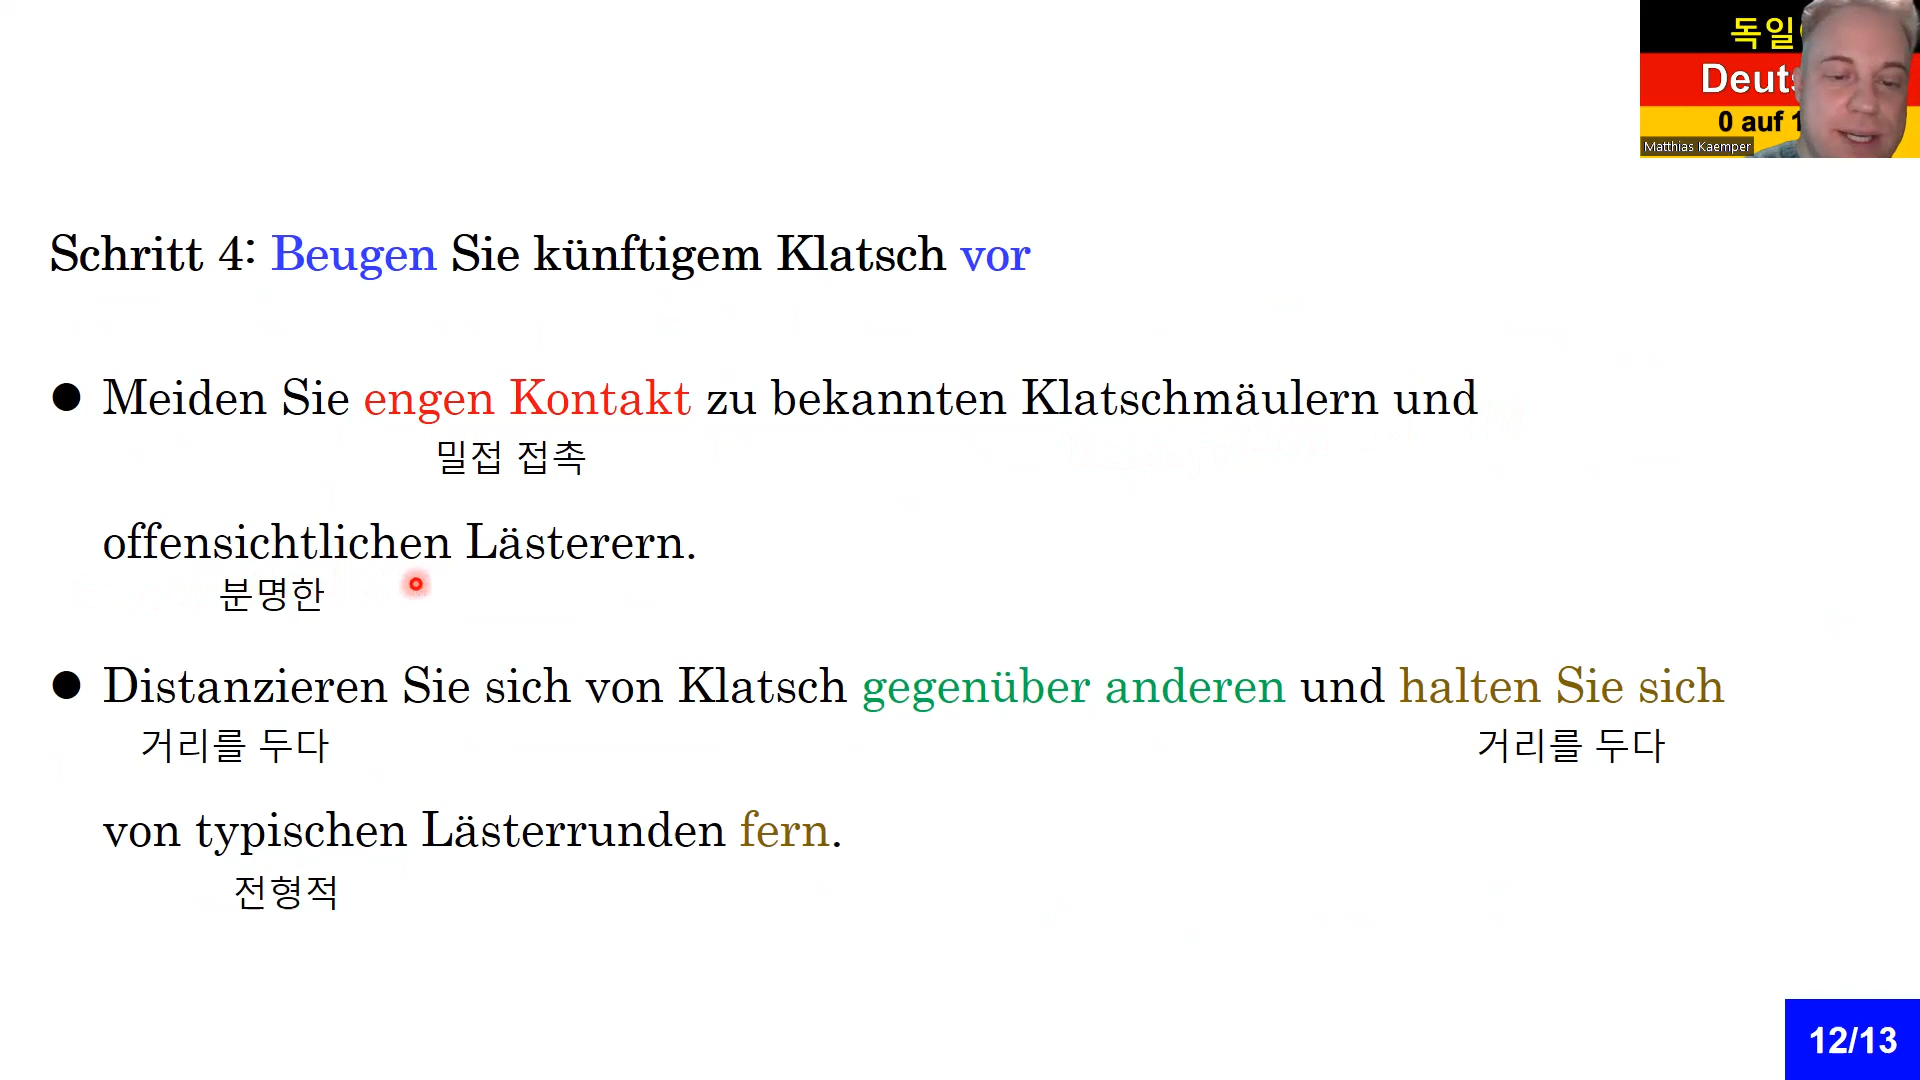 독일
Deuts
0 auf 1
Matthias Kaemper
Schritt 4: Beugen Sie künftigem Klatsch vor
● Meiden Sie engen Kontakt zu bekannten Klatschmäulern und
밀접 접촉
offensichtlichen Lästerern.
분명한
● Distanzieren Sie sich von Klatsch gegenüber anderen und halten Sie sich
거리를 두다 거리를 두다
von typischen Lästerrunden fern.
전형적
12/13